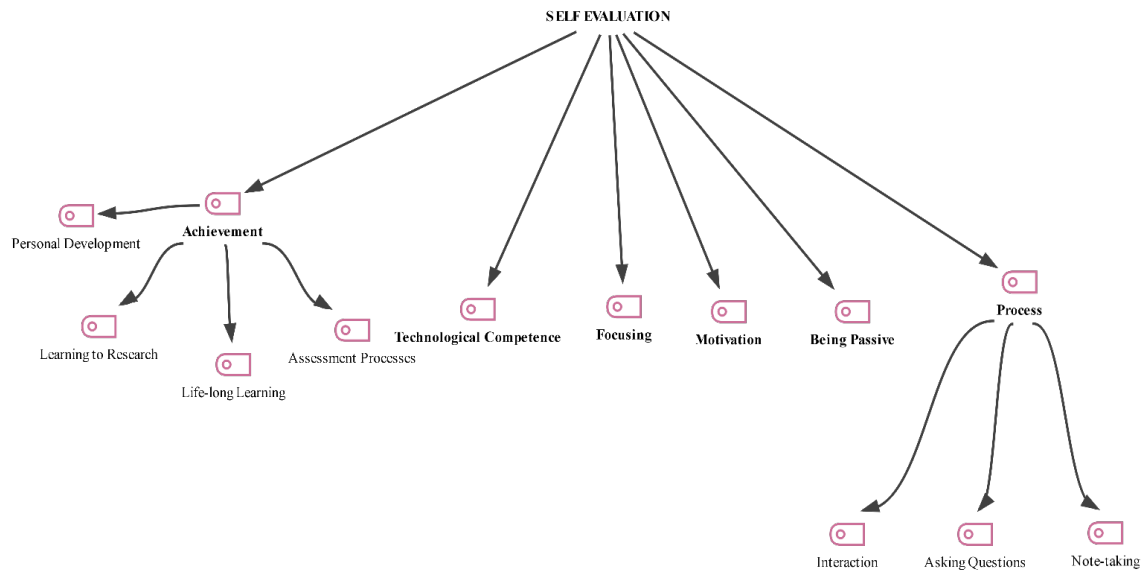 SELF EVALUATION
Achievement
Personal Development
Learning to Research
Life-long Learning
Assessment Processes
Technological Competence
Focusing
Motivation
Being Passive
Process
Interaction
Asking Questions
Note-taking